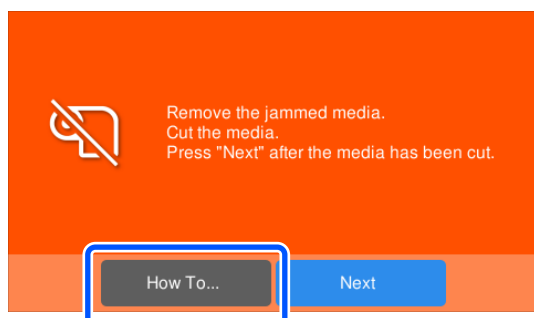 Remove the jammed media.
Cut the media.
Press "Next" after the media has been cut.
How To...
Next